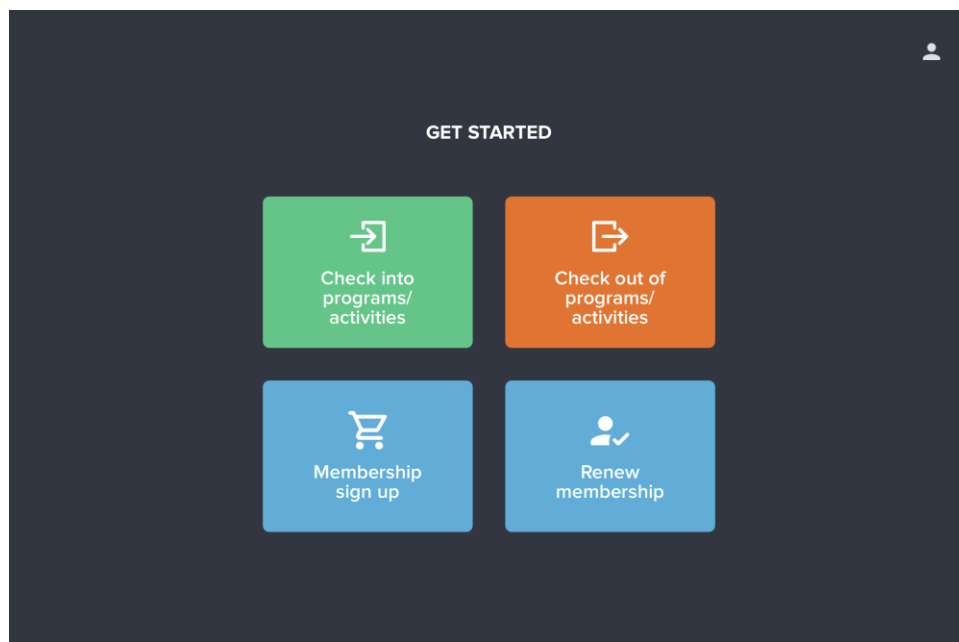 GET STARTED
Check into
programs/
activities
Check out of
programs/
activities
Membership
sign up
Renew
membership